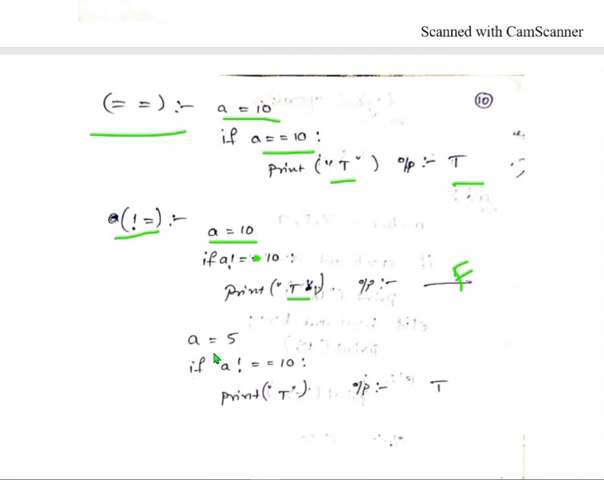 Scanned with CamScanner
10
(= =) :- a = 10
if a == 10 :
print ("T") o/p :- T
(! =) :- a = 10
if a! = 10 :
print ("T") o/p :- F
a = 5
if a ! = = 10 :
print ("T") o/p :- T